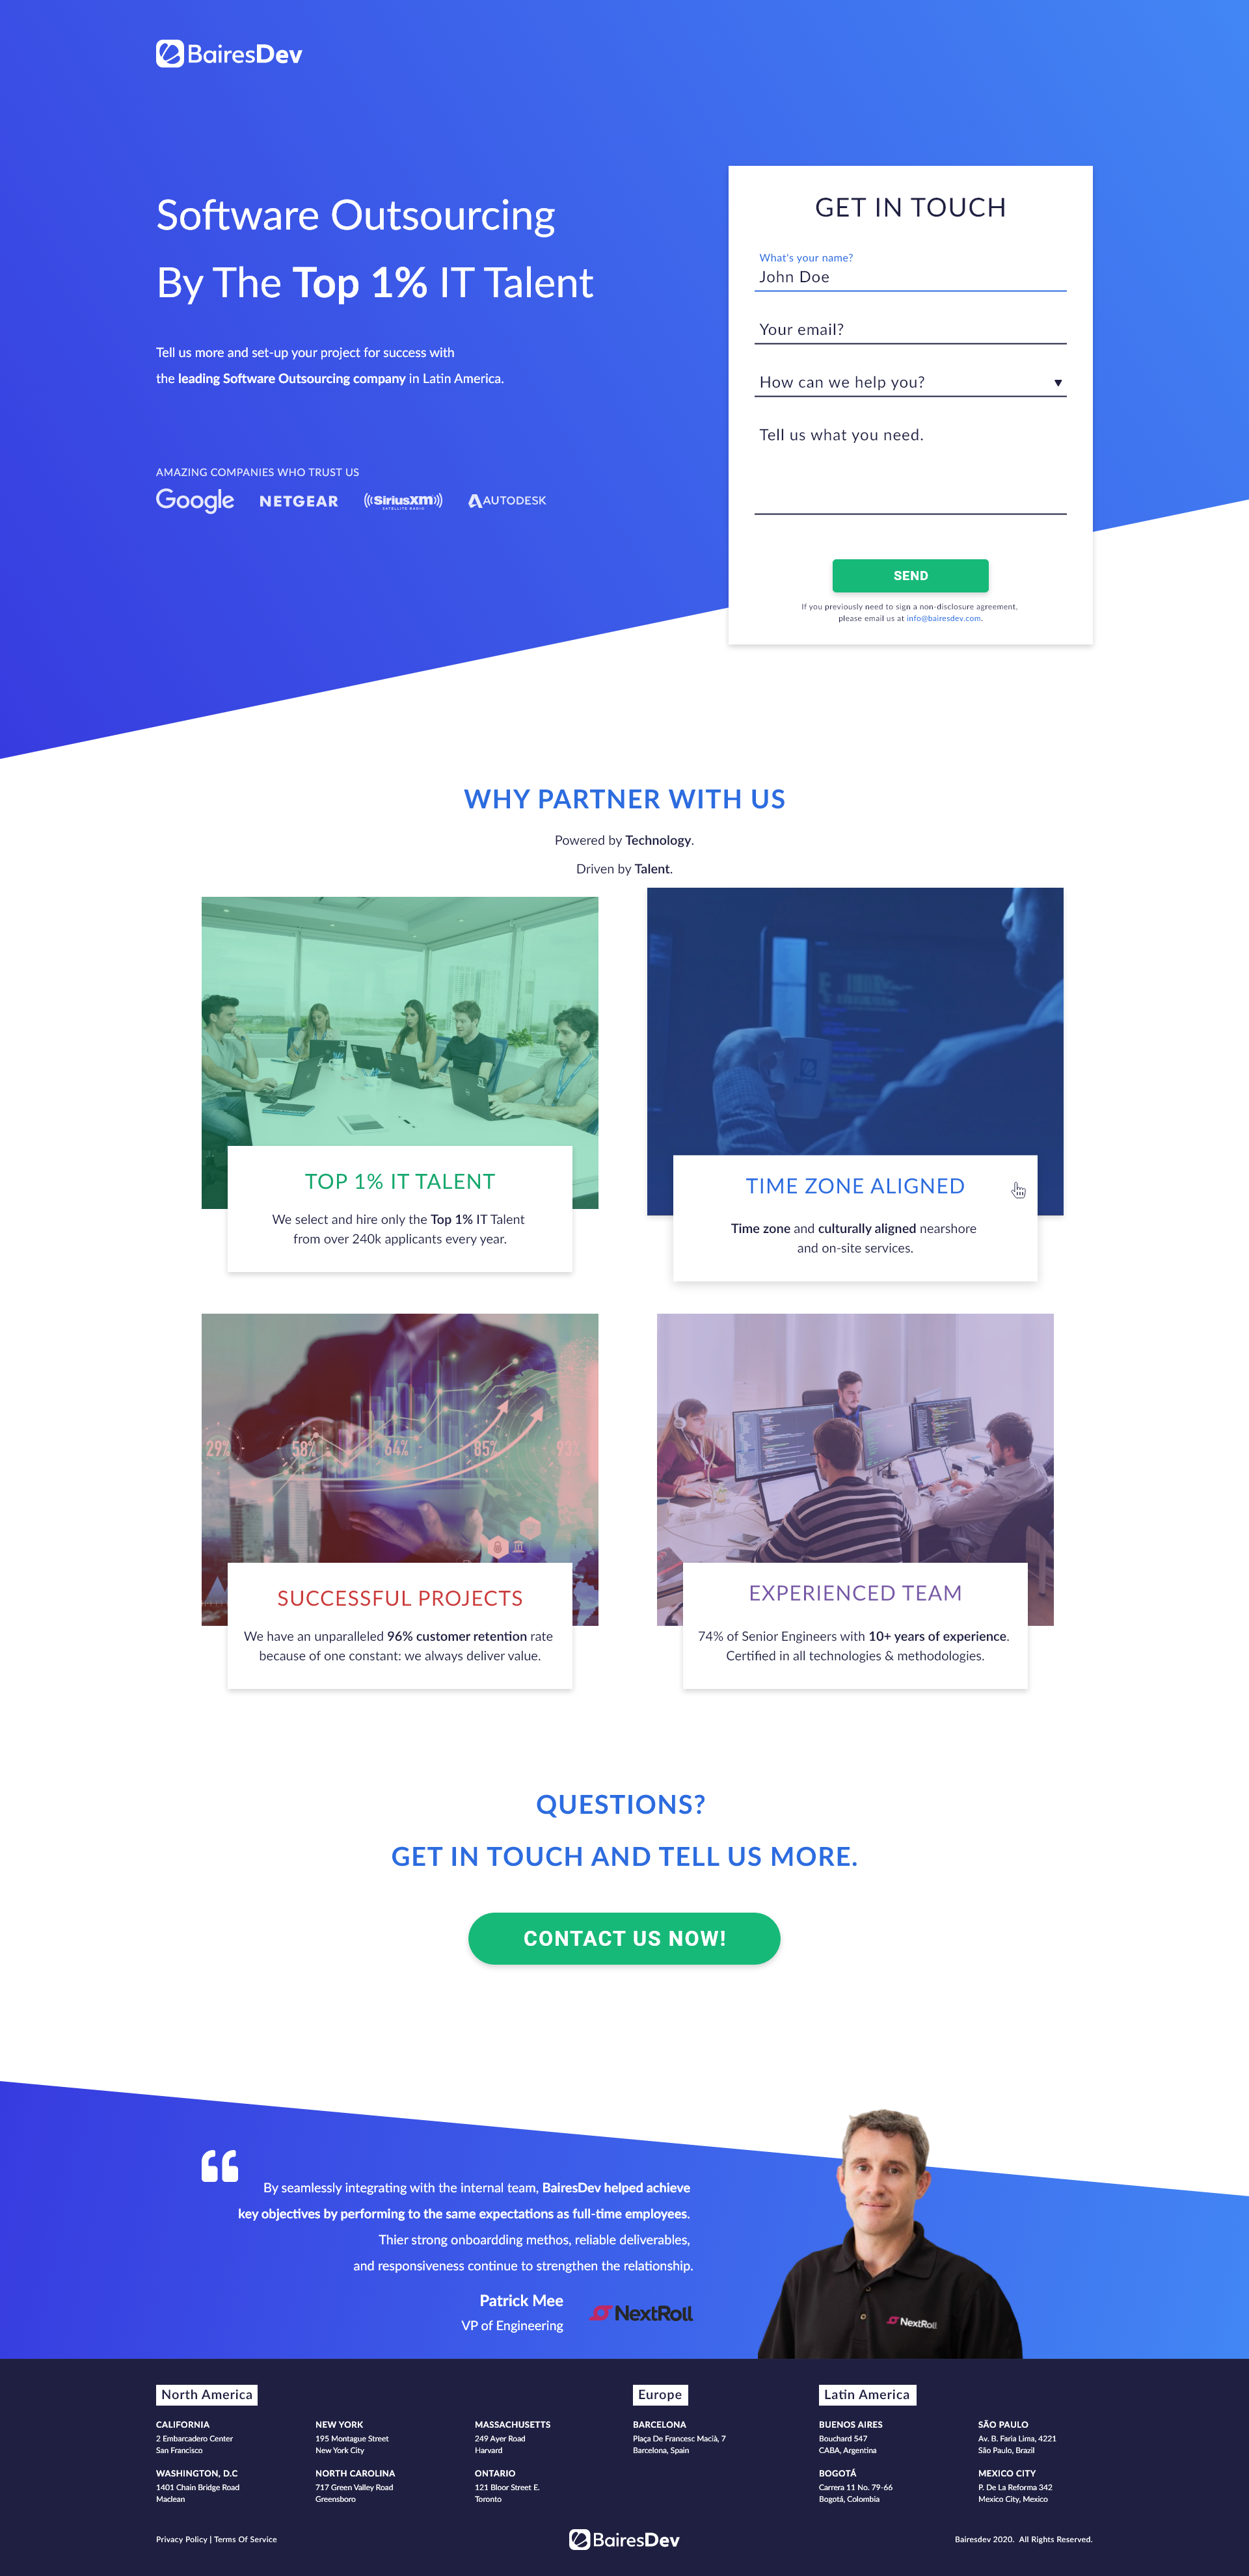 BairesDev
Software Outsourcing
By The Top 1% IT Talent
Tell us more and set-up your project for success with
the leading Software Outsourcing company in Latin America.
AMAZING COMPANIES WHO TRUST US
Google
NETGEAR
SiriusXM
SATELLITE RADIO
AUTODESK
GET IN TOUCH
What's your name?
John Doe
Your email?
How can we help you?
Tell us what you need.
SEND
If you previously need to sign a non-disclosure agreement,
please email us at info@bairesdev.com.
WHY PARTNER WITH US
Powered by Technology.
Driven by Talent.
TOP 1% IT TALENT
We select and hire only the Top 1% IT Talent
from over 240k applicants every year.
TIME ZONE ALIGNED
Time zone and culturally aligned nearshore
and on-site services.
29%
58%
64%
85%
93%
SUCCESSFUL PROJECTS
We have an unparalleled 96% customer retention rate
because of one constant: we always deliver value.
EXPERIENCED TEAM
74% of Senior Engineers with 10+ years of experience.
Certified in all technologies & methodologies.
QUESTIONS?
GET IN TOUCH AND TELL US MORE.
CONTACT US NOW!
By seamlessly integrating with the internal team, BairesDev helped achieve
key objectives by performing to the same expectations as full-time employees.
Thier strong onboardding methos, reliable deliverables,
and responsiveness continue to strengthen the relationship.
Patrick Mee
VP of Engineering
NextRoll
NextRoll
North America
CALIFORNIA
2 Embarcadero Center
San Francisco
NEW YORK
195 Montague Street
New York City
MASSACHUSETTS
249 Ayer Road
Harvard
WASHINGTON, D.C
1401 Chain Bridge Road
Maclean
NORTH CAROLINA
717 Green Valley Road
Greensboro
ONTARIO
121 Bloor Street E.
Toronto
Europe
BARCELONA
Plaça De Francesc Macià, 7
Barcelona, Spain
Latin America
BUENOS AIRES
Bouchard 547
CABA, Argentina
SÃO PAULO
Av. B. Faria Lima, 4221
São Paulo, Brazil
BOGOTÁ
Carrera 11 No. 79-66
Bogotá, Colombia
MEXICO CITY
P. De La Reforma 342
Mexico City, Mexico
Privacy Policy | Terms Of Service
BairesDev
Bairesdev 2020. All Rights Reserved.